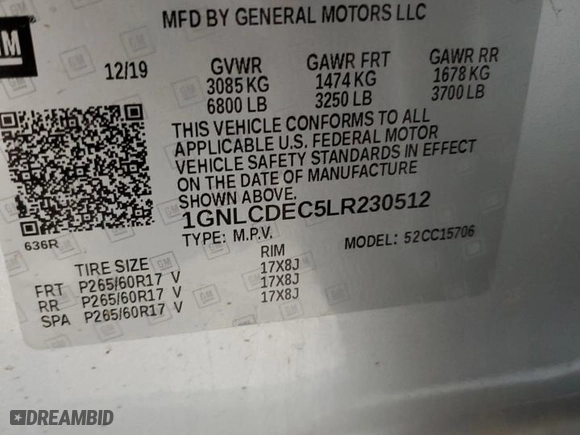 GM
MFD BY GENERAL MOTORS LLC
12/19 GVWR GAWR FRT GAWR RR
3085 KG 1474 KG 1678 KG
6800 LB 3250 LB 3700 LB
THIS VEHICLE CONFORMS TO ALL
APPLICABLE U.S. FEDERAL MOTOR
VEHICLE SAFETY STANDARDS IN EFFECT
ON THE DATE OF MANUFACTURE
SHOWN ABOVE.
1GNLCDEC5LR230512
636R
TYPE: M.P.V. MODEL: 52CC15706
TIRE SIZE RIM
FRT P265/60R17 V 17X8J
RR P265/60R17 V 17X8J
SPA P265/60R17 V 17X8J
DREAMBID